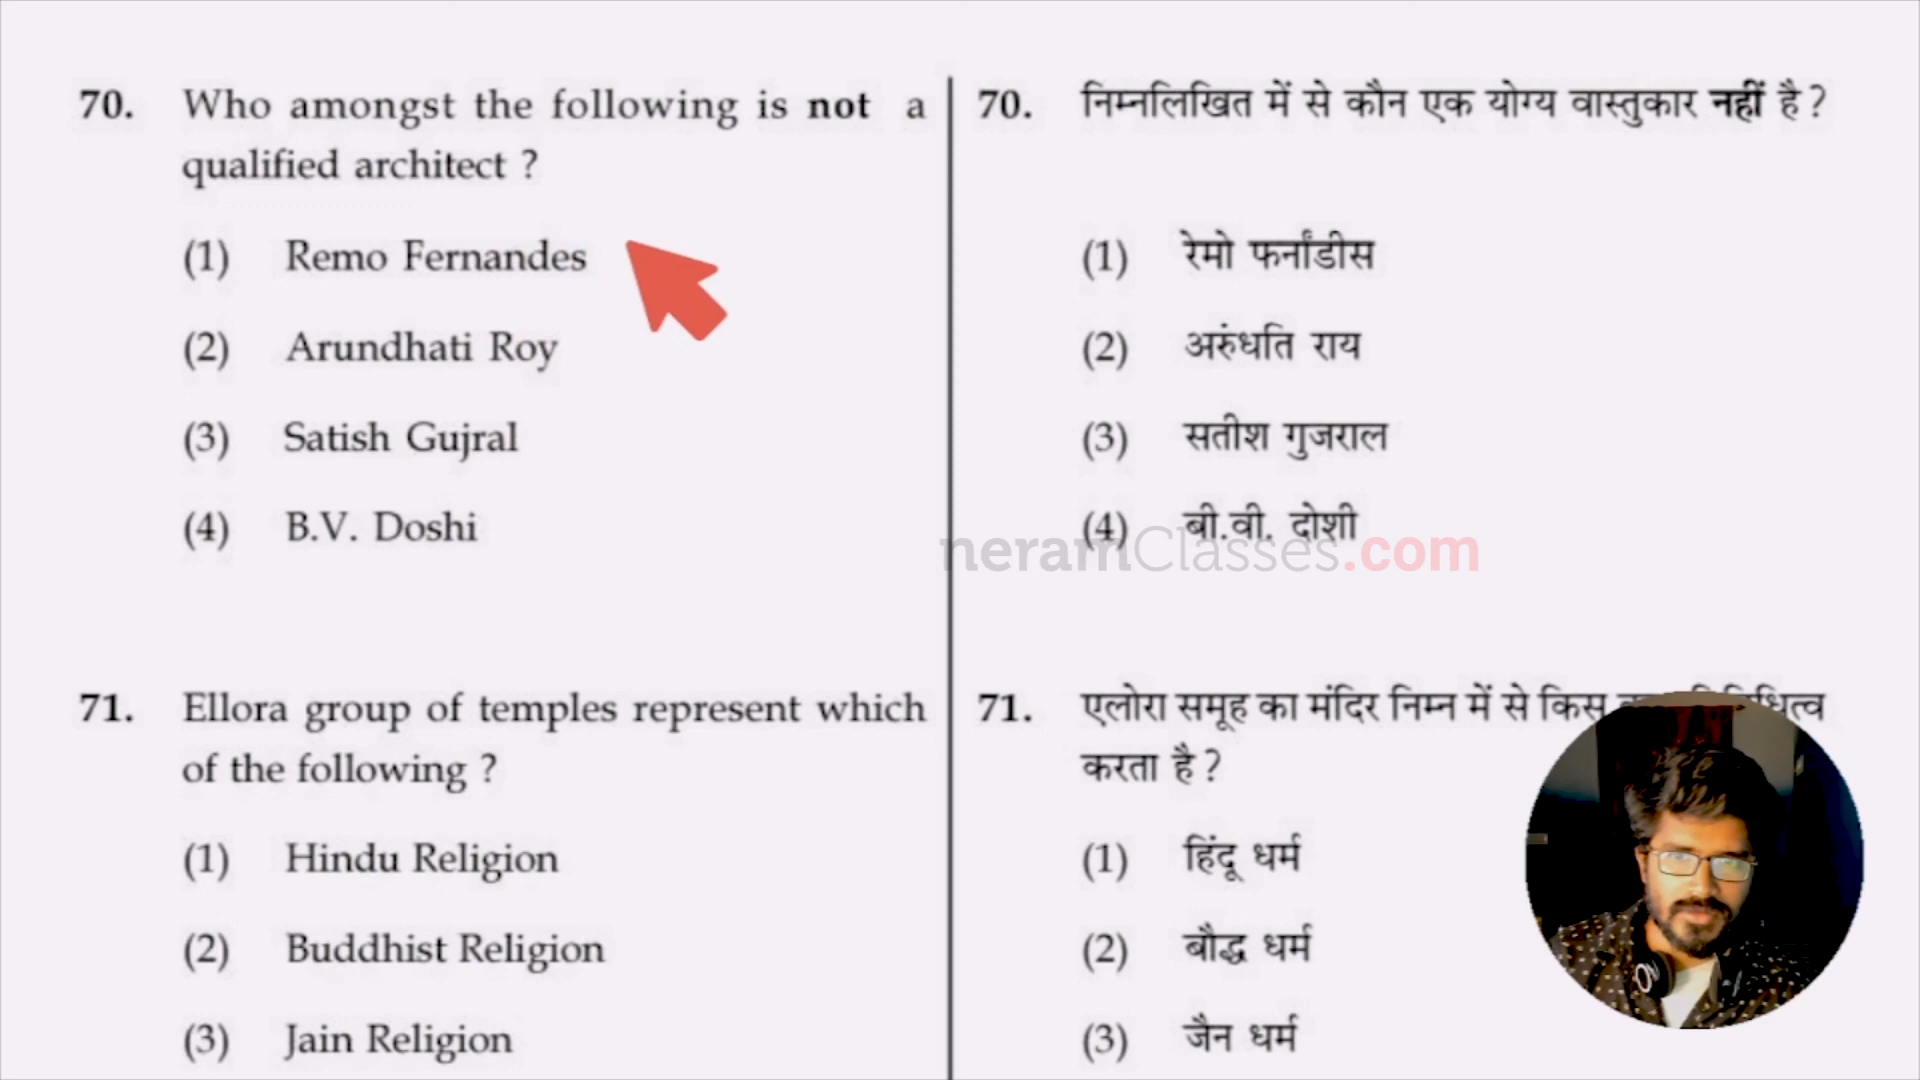 70. Who amongst the following is not a
qualified architect ?
(1) Remo Fernandes
(2) Arundhati Roy
(3) Satish Gujral
(4) B.V. Doshi
71. Ellora group of temples represent which
of the following ?
(1) Hindu Religion
(2) Buddhist Religion
(3) Jain Religion
70. निम्नलिखित में से कौन एक योग्य वास्तुकार नहीं है ?
(1) रेमो फर्नांडीस
(2) अरुंधति राय
(3) सतीश गुजराल
(4) बी.वी. दोशी
neramClasses.com
71. एलोरा समूह का मंदिर निम्न में से किस
करता है ?
(1) हिंदू धर्म
(2) बौद्ध धर्म
(3) जैन धर्म